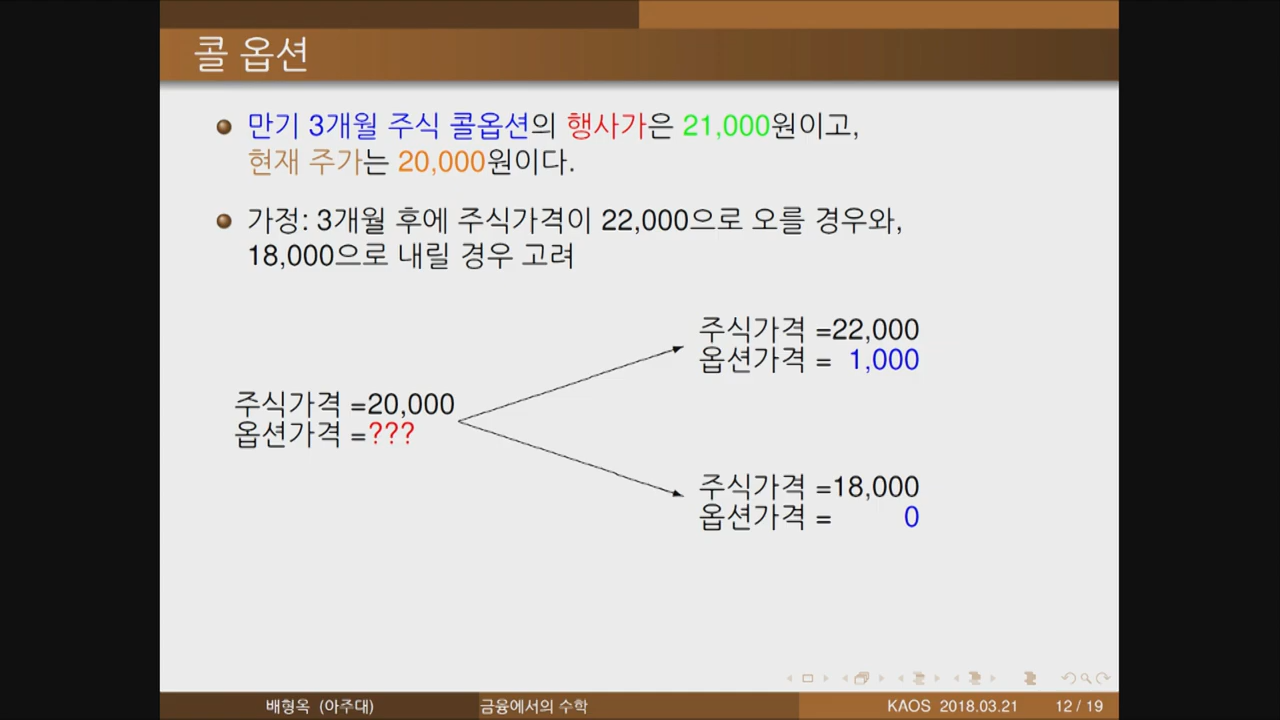 콜 옵션
만기 3개월 주식 콜옵션의 행사가은 21,000원이고,
현재 주가는 20,000원이다.
가정: 3개월 후에 주식가격이 22,000으로 오를 경우와,
18,000으로 내릴 경우 고려
주식가격 =22,000
옵션가격 = 1,000
주식가격 =20,000
옵션가격 =???
주식가격 =18,000
옵션가격 = 0
배형옥 (아주대) 금융에서의 수학 KAOS 2018.03.21 12 / 19